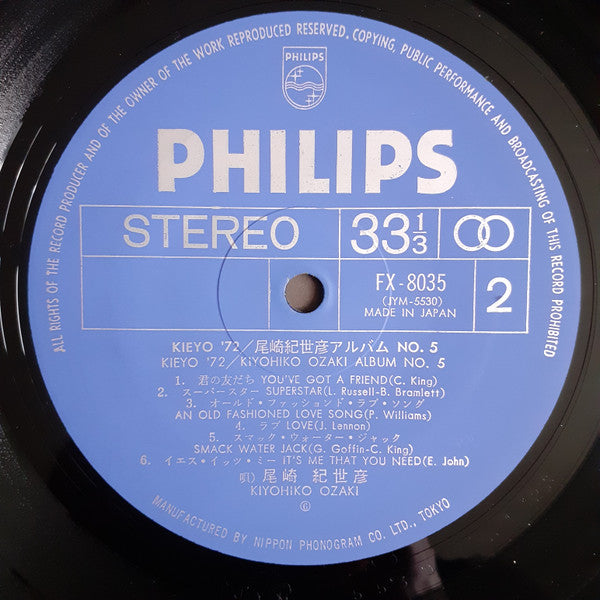 ALL RIGHTS OF THE RECORD PRODUCER AND OF THE OWNER OF THE WORK REPRODUCED RESERVED. COPYING, PUBLIC PERFORMANCE AND BROADCASTING OF THIS RECORD PROHIBITED
PHILIPS
PHILIPS
STEREO 33 1/3
FX-8035
(JYM-5530)
MADE IN JAPAN
2
KIEYO '72/尾崎紀世彦アルバム NO. 5
KIEYO '72/KIYOHIKO OZAKI ALBUM NO. 5
1. 君の友だち YOU'VE GOT A FRIEND(C. King)
2. スーパースター SUPERSTAR(L. Russell-B. Bramlett)
3. オールド・ファッションド・ラブ・ソング
AN OLD FASHIONED LOVE SONG(P. Williams)
4. ラブ LOVE(J. Lennon)
5. スマック・ウォーター・ジャック
SMACK WATER JACK(G. Goffin-C. King)
6. イエス・イッツ・ミー IT'S ME THAT YOU NEED(E. John)
唄) 尾崎 紀世彦
KIYOHIKO OZAKI
MANUFACTURED BY NIPPON PHONOGRAM CO. LTD., TOKYO